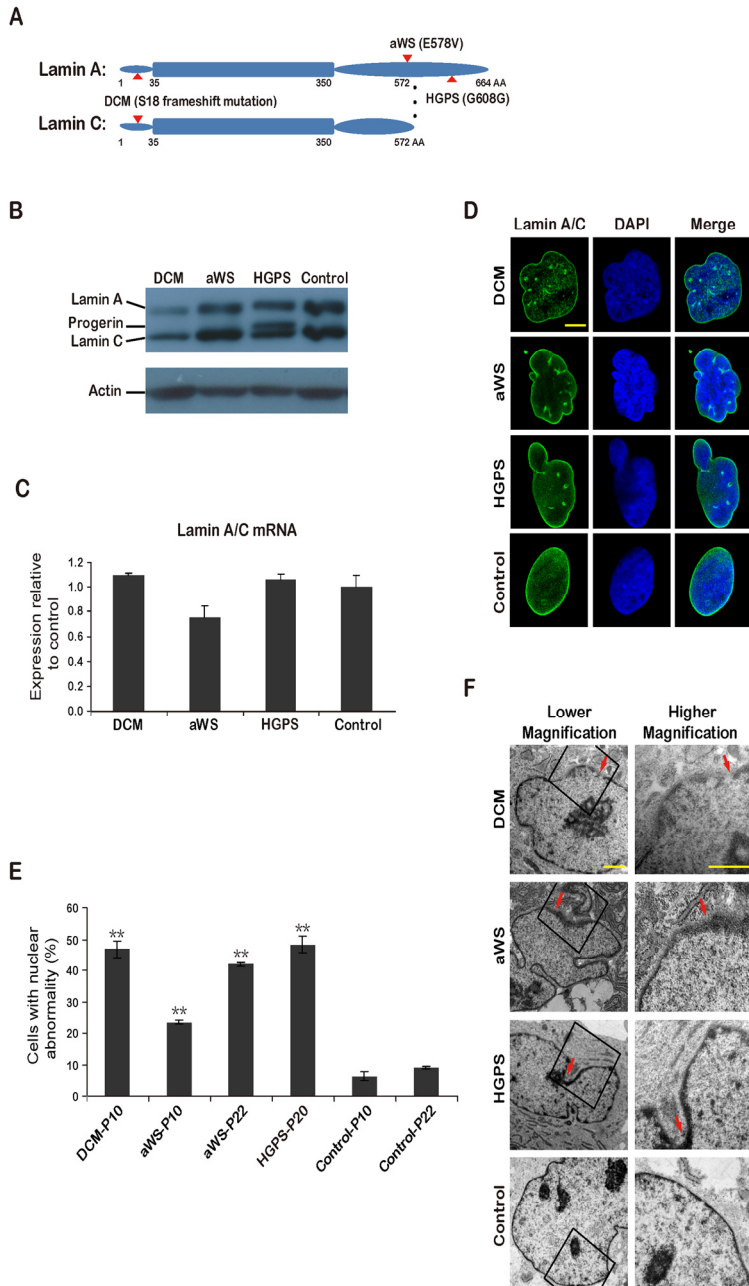 A
aWS (E578V)
Lamin A:
1 35 350 572 664 AA
DCM (S18 frameshift mutation)
HGPS (G608G)
Lamin C:
1 35 350 572 AA
B
DCM aWS HGPS Control
Lamin A
Progerin
Lamin C
Actin
C
Lamin A/C mRNA
Expression relative
to control
1.2
1.0
0.8
0.6
0.4
0.2
0.0
DCM aWS HGPS Control
D
Lamin A/C DAPI Merge
DCM
aWS
HGPS
Control
E
Cells with nuclear
abnormality (%)
60
50
40
30
20
10
0
** ** ** **
DCM-P10 aWS-P10 aWS-P22 HGPS-P20 Control-P10 Control-P22
F
Lower
Magnification
Higher
Magnification
DCM
aWS
HGPS
Control